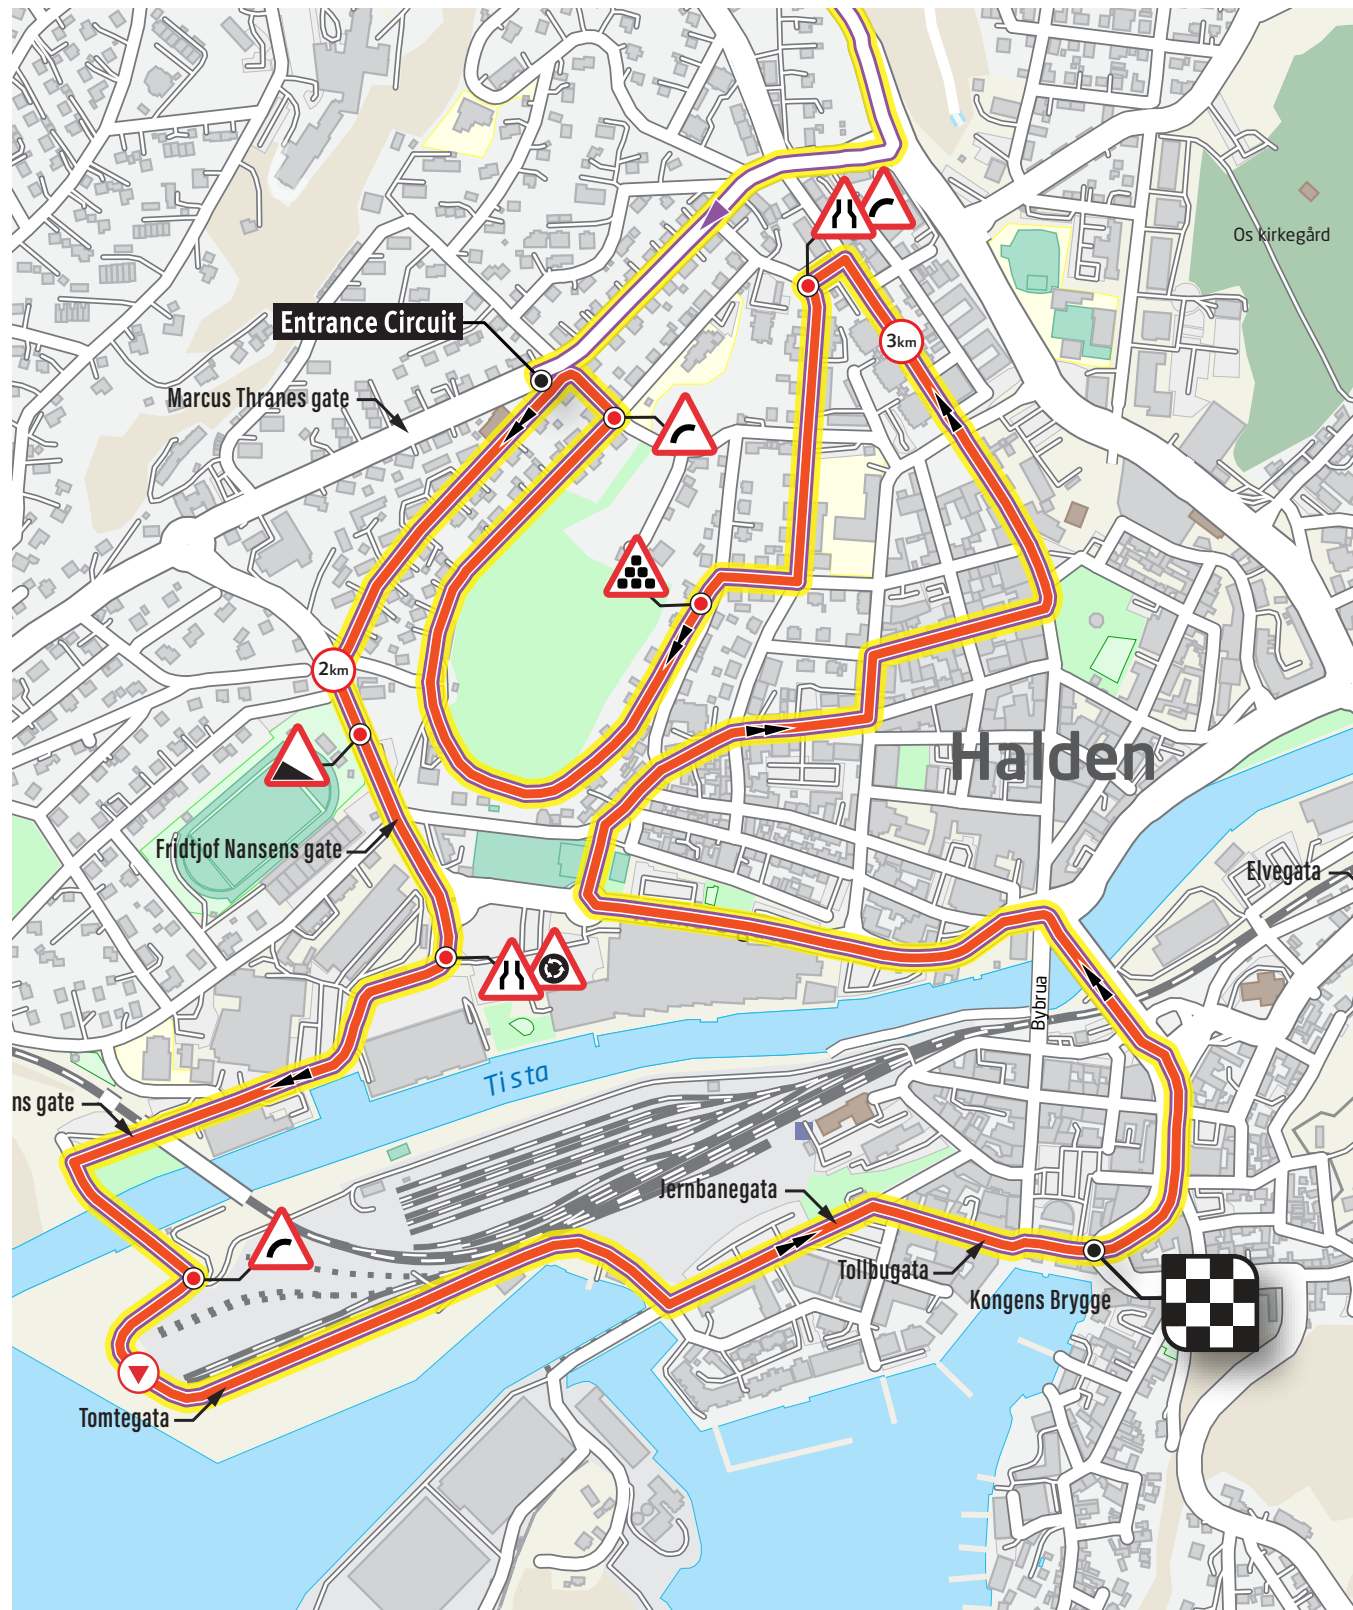 Os kirkegård
Entrance Circuit
3km
Marcus Thranes gate
2km
Halden
Fridtjof Nansens gate
Elvegata
Bybrua
Tista
ns gate
Jernbanegata
Tollbugata
Kongens Brygge
Tomtegata